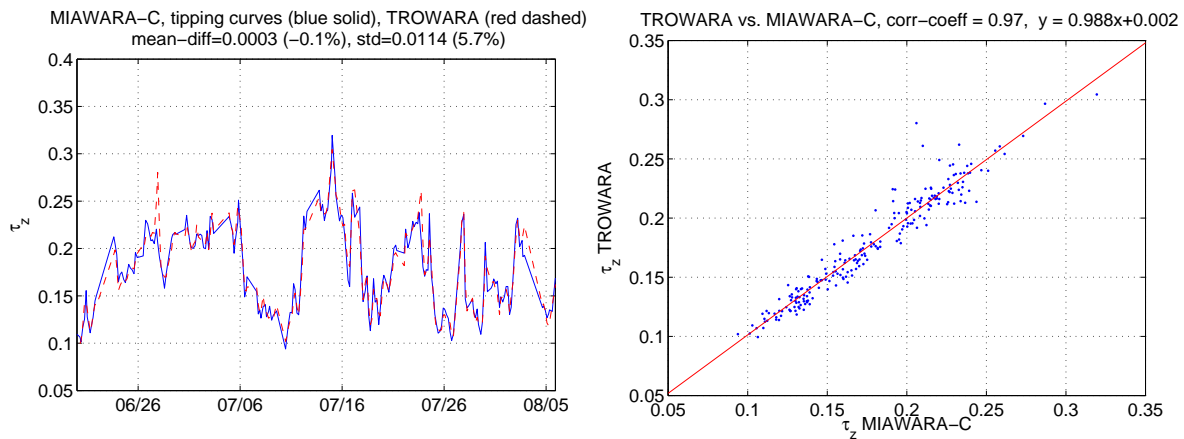 MIAWARA−C, tipping curves (blue solid), TROWARA (red dashed)
mean−diff=0.0003 (−0.1%), std=0.0114 (5.7%)
0.4
0.35
0.3
0.25
0.2
0.15
0.1
0.05
τz
06/26 07/06 07/16 07/26 08/05
TROWARA vs. MIAWARA−C, corr−coeff = 0.97, y = 0.988x+0.002
0.35
0.3
0.25
0.2
0.15
0.1
0.05
τz TROWARA
0.05 0.1 0.15 0.2 0.25 0.3 0.35
τz MIAWARA−C